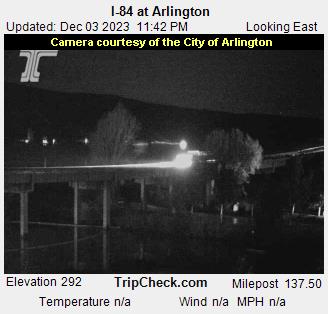 I-84 at Arlington
Updated: Dec 03 2023 11:42 PM Looking East
Camera courtesy of the City of Arlington
Elevation 292 TripCheck.com Milepost 137.50
Temperature n/a Wind n/a MPH n/a